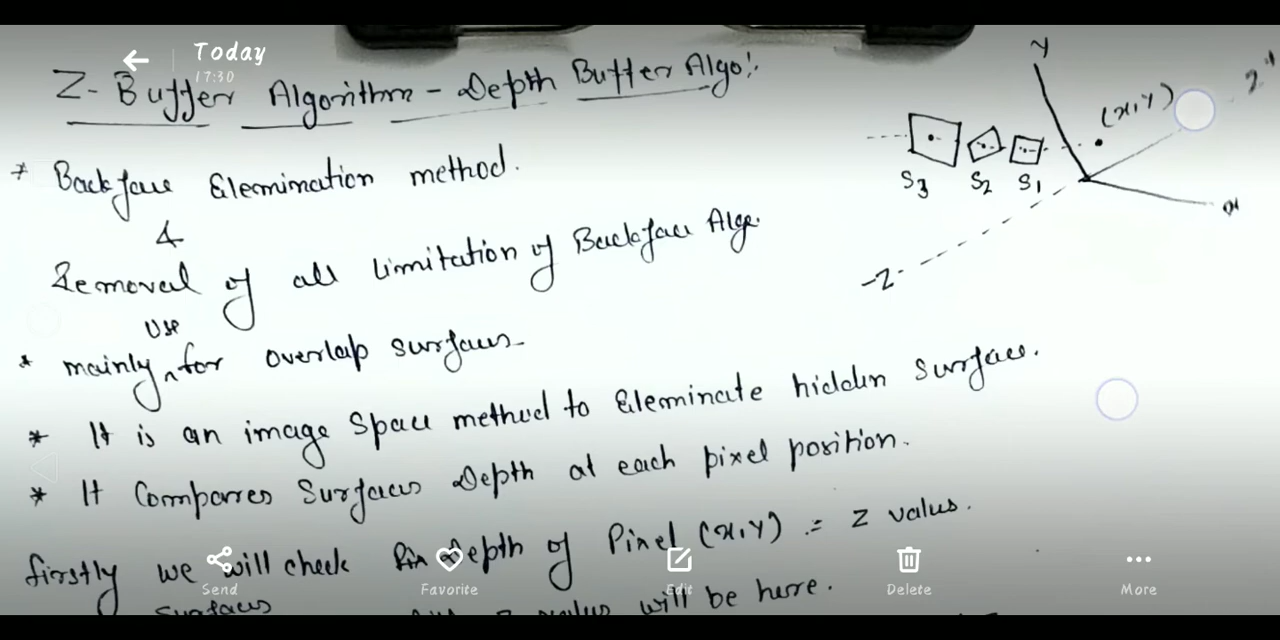 Today
17:30
Z-Buffer Algorithm - Depth Buffer Algo:
* Backface Elemination method.
&
Removal of all limitation of Backface Algo.
* mainly use for overlap surfaces
* It is an image space method to Eleminate hidden surface.
* It compares surfaces Depth at each pixel position.
firstly we will check Depth of Pixel (x,y) = Z values.
surfaces will be here.
Y
(x,y)
S3 S2 S1
x
-Z
Send Favorite Edit Delete More